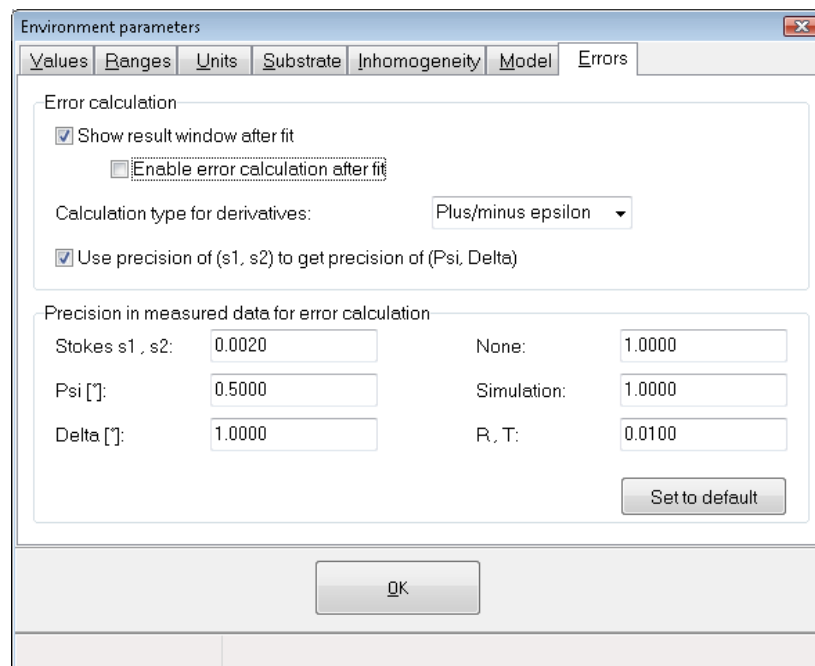 Environment parameters
Values Ranges Units Substrate Inhomogeneity Model Errors
Error calculation
Show result window after fit
Enable error calculation after fit
Calculation type for derivatives: Plus/minus epsilon
Use precision of (s1, s2) to get precision of (Psi, Delta)
Precision in measured data for error calculation
Stokes s1 , s2: 0.0020 None: 1.0000
Psi [°]: 0.5000 Simulation: 1.0000
Delta [°]: 1.0000 R , T: 0.0100
Set to default
OK